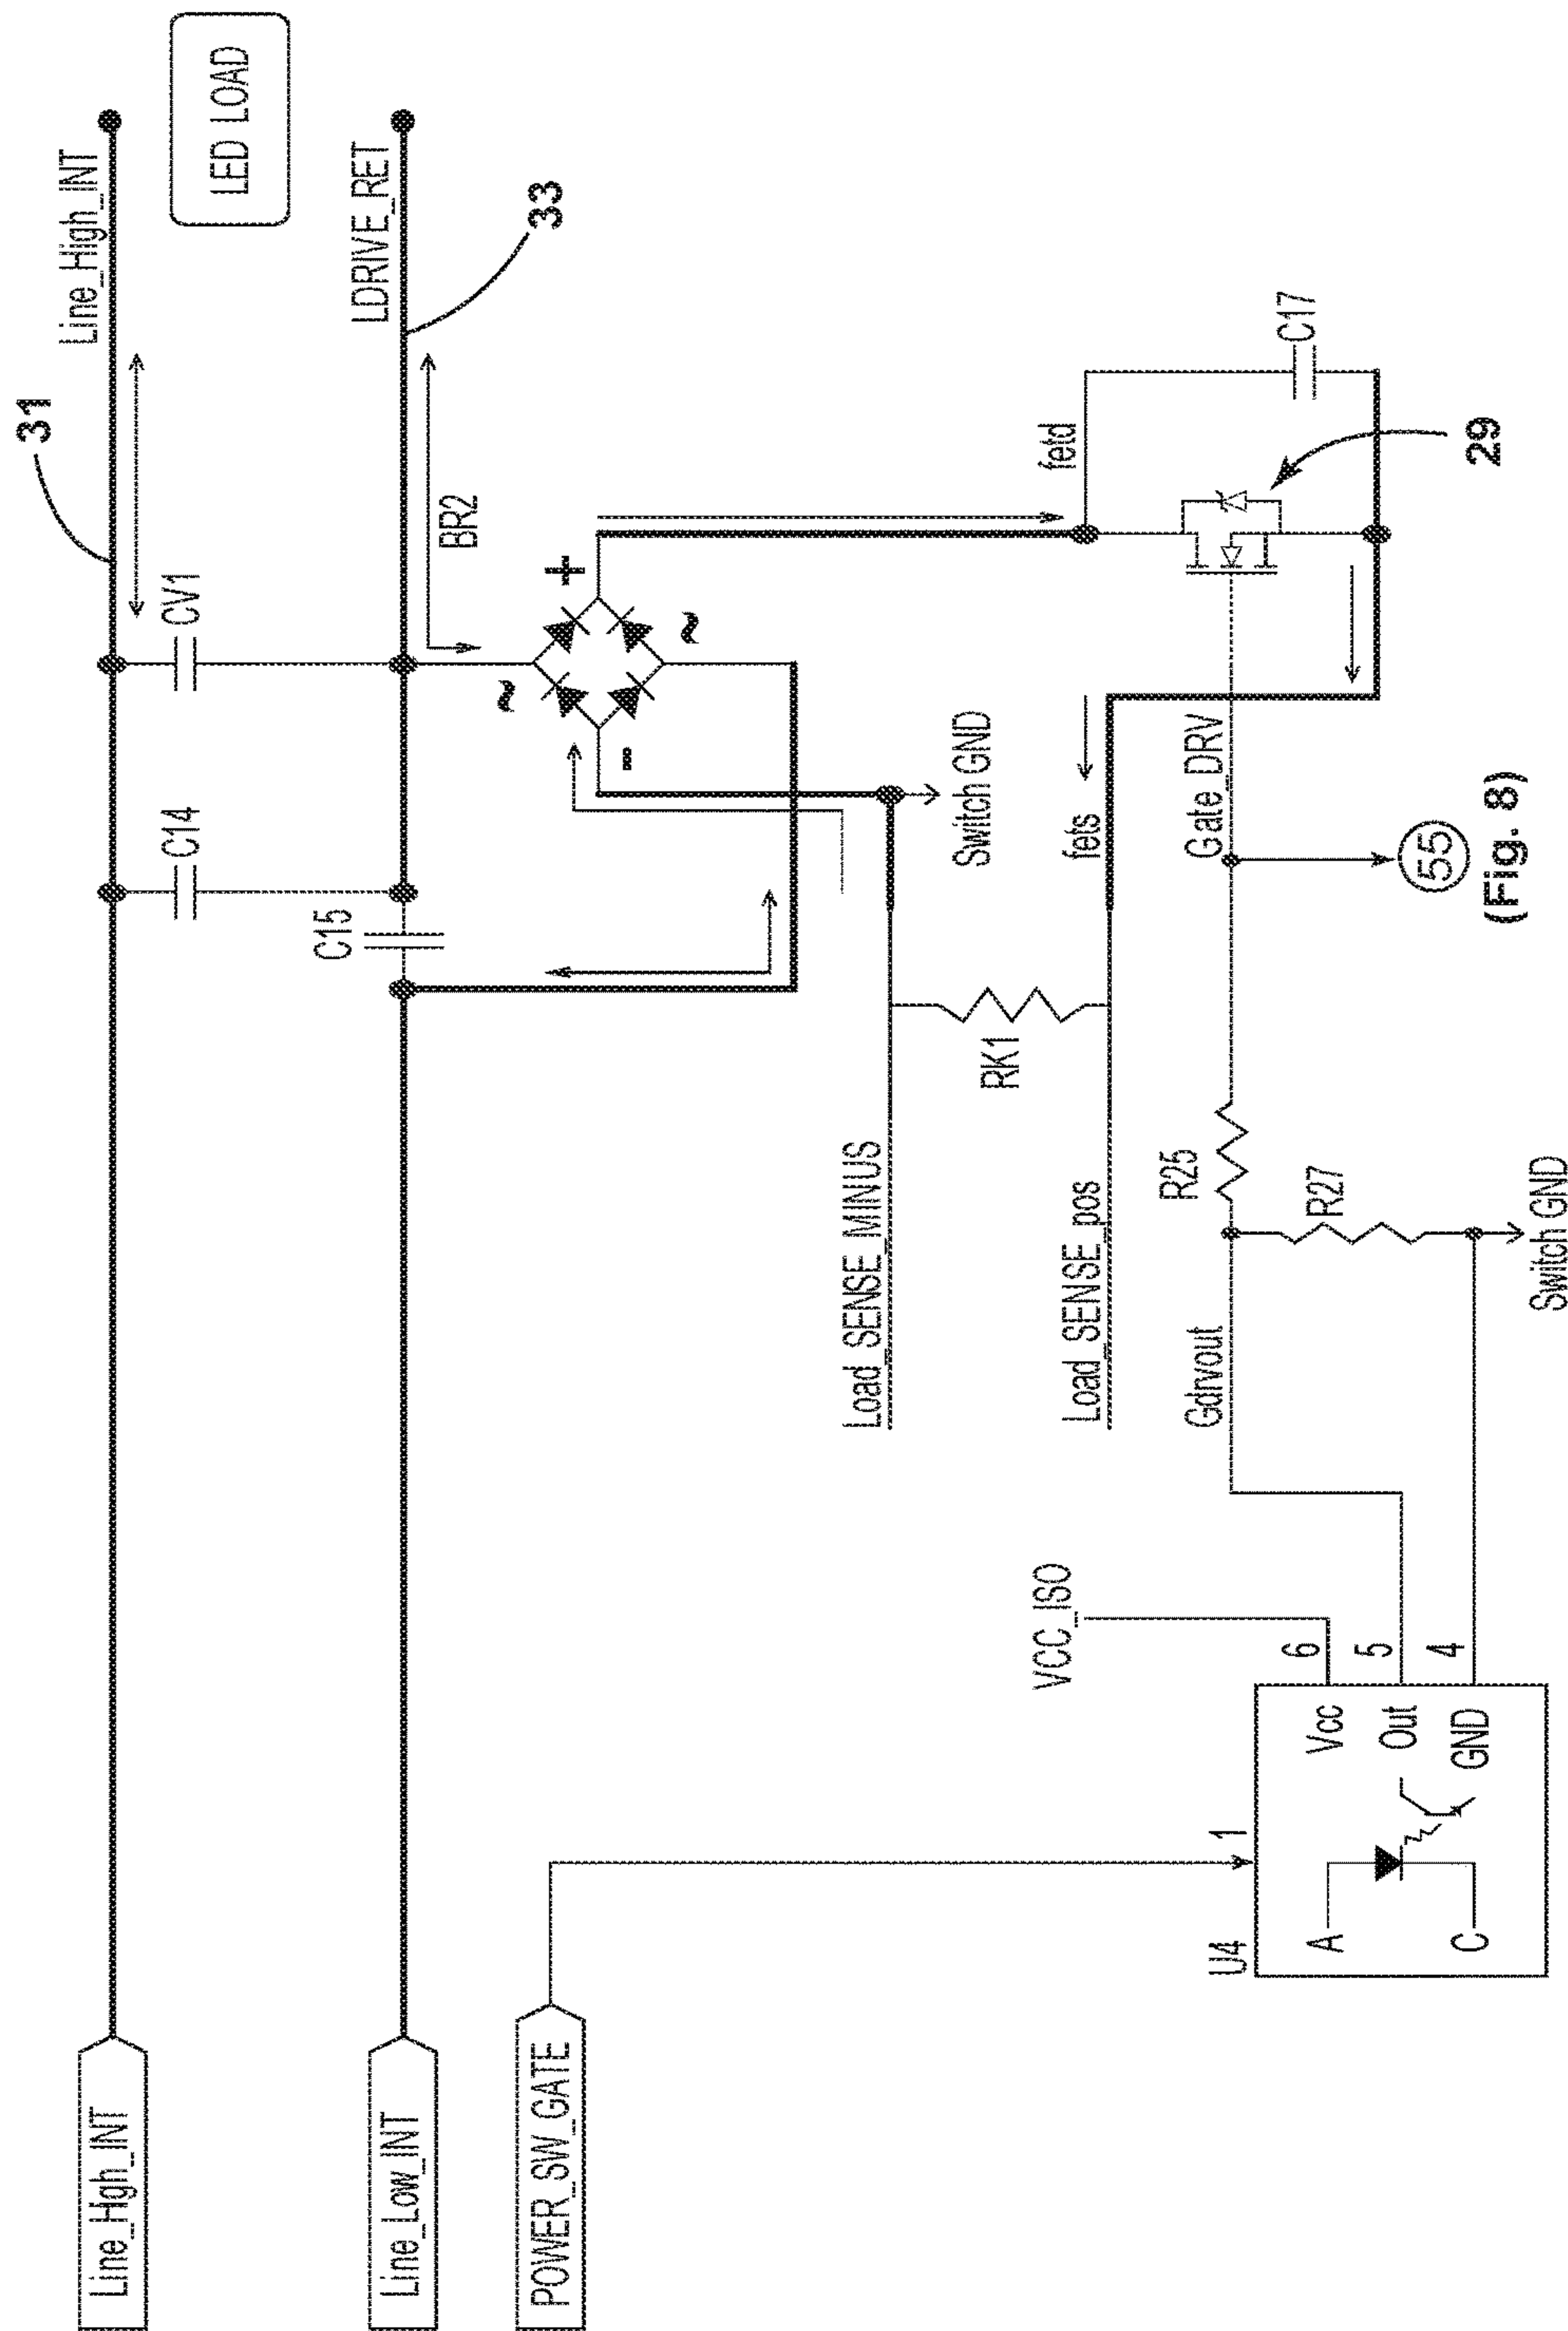 31
Line_High_INT
LED LOAD
CV1
C14
LDRIVE_RET
33
C15
BR2
+
~
~
-
Switch GND
fetd
C17
29
fets
Gate_DRV
55
(Fig. 8)
RK1
Load_SENSE_MINUS
Load_SENSE_pos
R25
R27
Gdrvout
Switch GND
VCC_ISO
6
5
4
Vcc
Out
GND
1
U4
A
C
Line_Hgh_INT
Line_Low_INT
POWER_SW_GATE